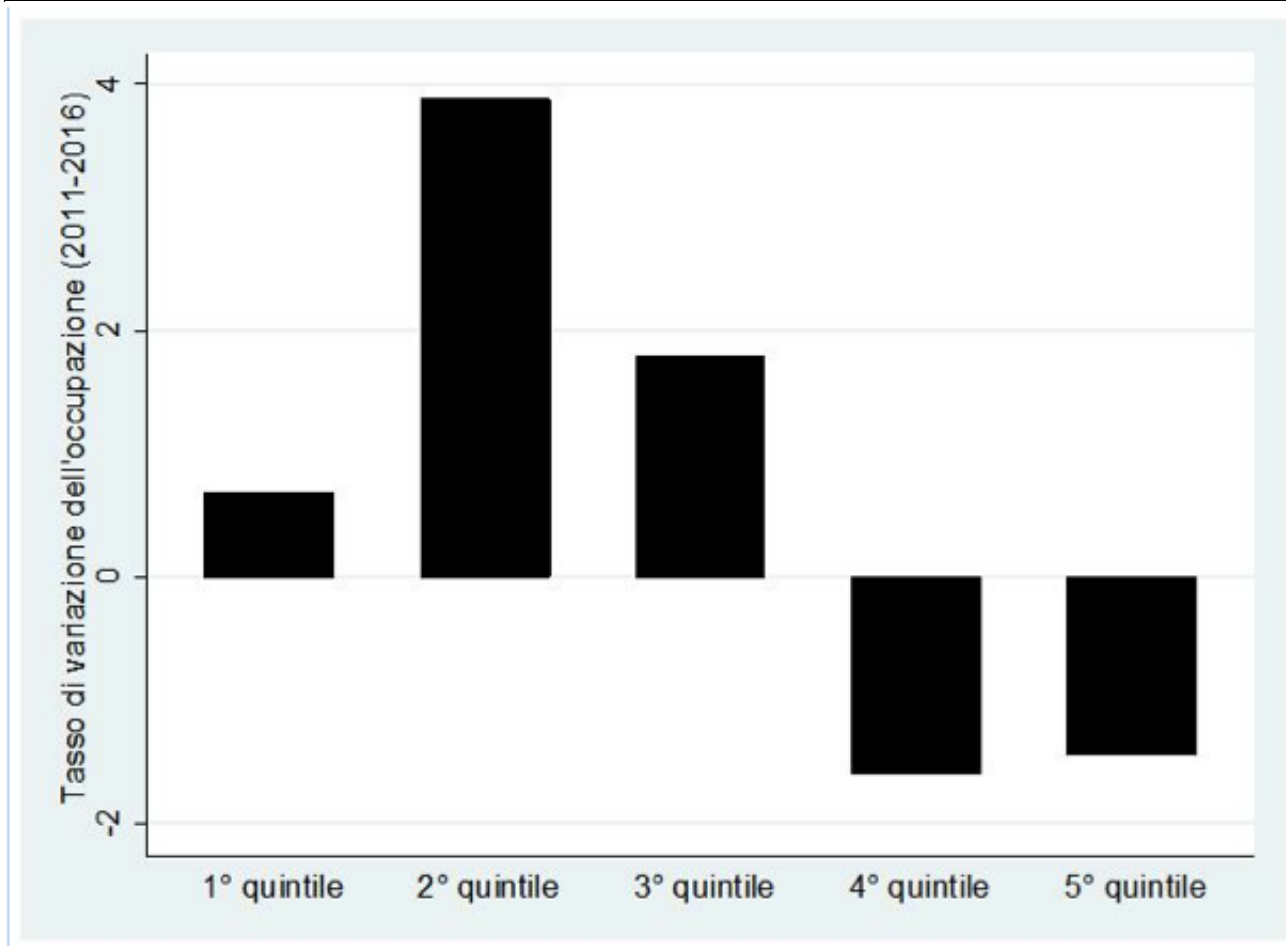 Tasso di variazione dell'occupazione (2011-2016)
4
2
0
-2
1° quintile 2° quintile 3° quintile 4° quintile 5° quintile